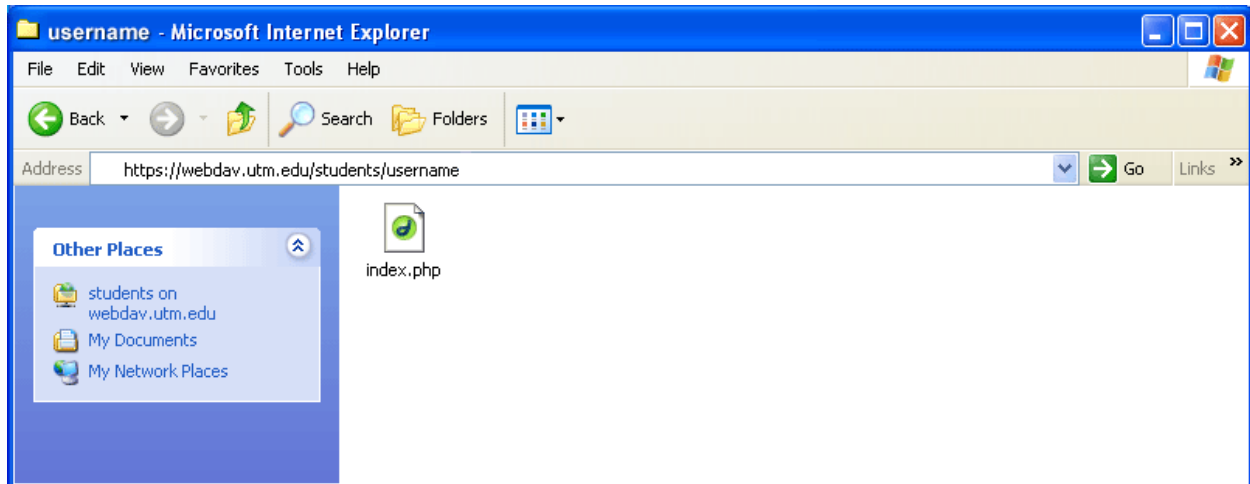 username - Microsoft Internet Explorer
File Edit View Favorites Tools Help
Back Search Folders
Address https://webdav.utm.edu/students/username Go Links »
Other Places
index.php
students on
webdav.utm.edu
My Documents
My Network Places